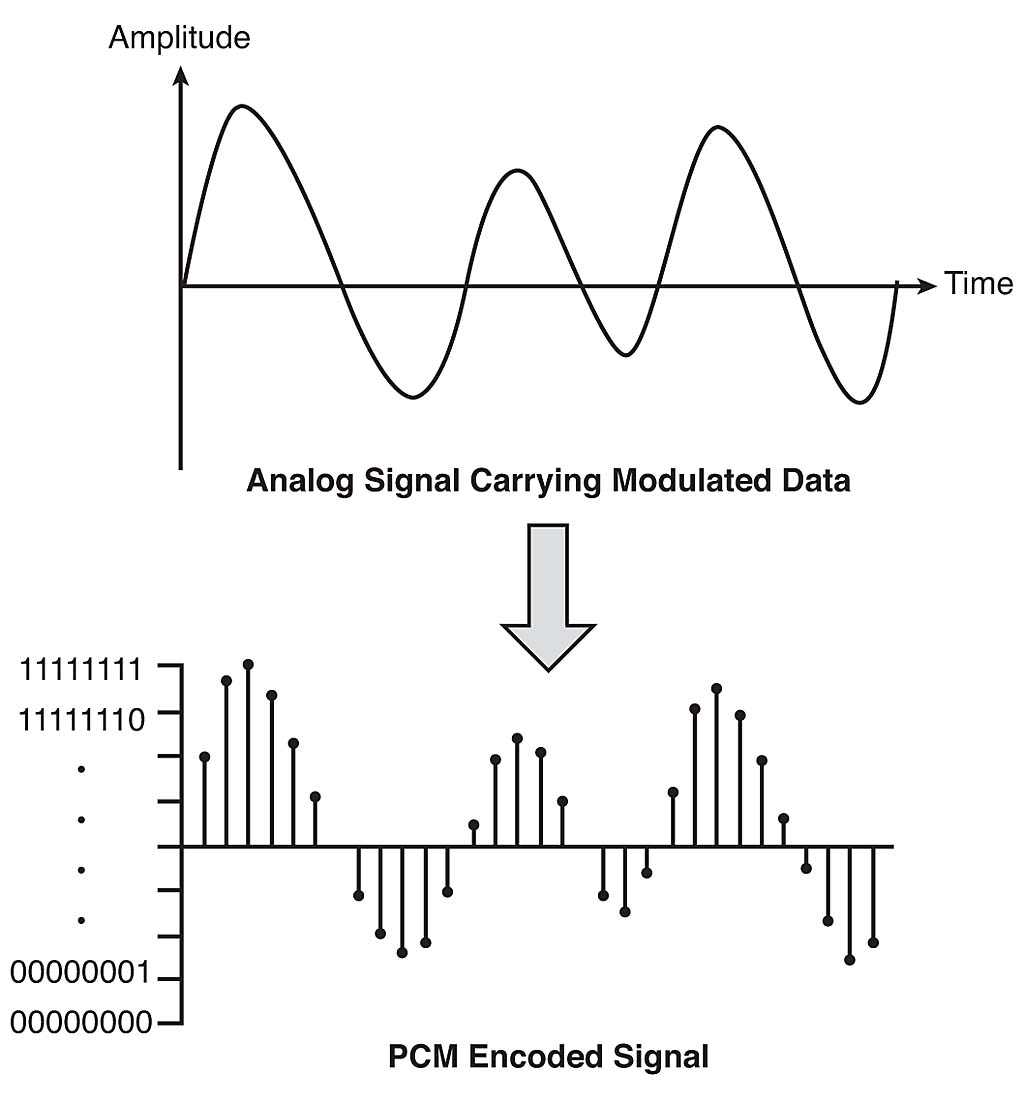 Amplitude
Time
Analog Signal Carrying Modulated Data
11111111
11111110
00000001
00000000
PCM Encoded Signal